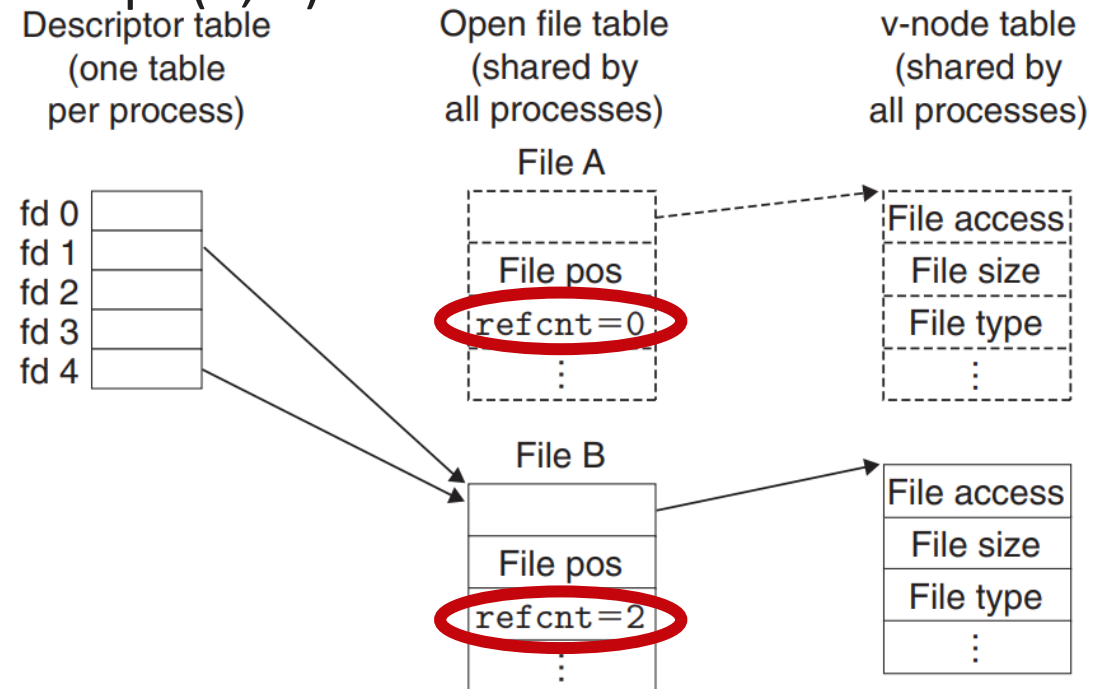 Descriptor table
(one table
per process)
Open file table
(shared by
all processes)
v-node table
(shared by
all processes)
fd 0
fd 1
fd 2
fd 3
fd 4
File A
File pos
refcnt=0
⋮
File access
File size
File type
⋮
File B
File pos
refcnt=2
⋮
File access
File size
File type
⋮